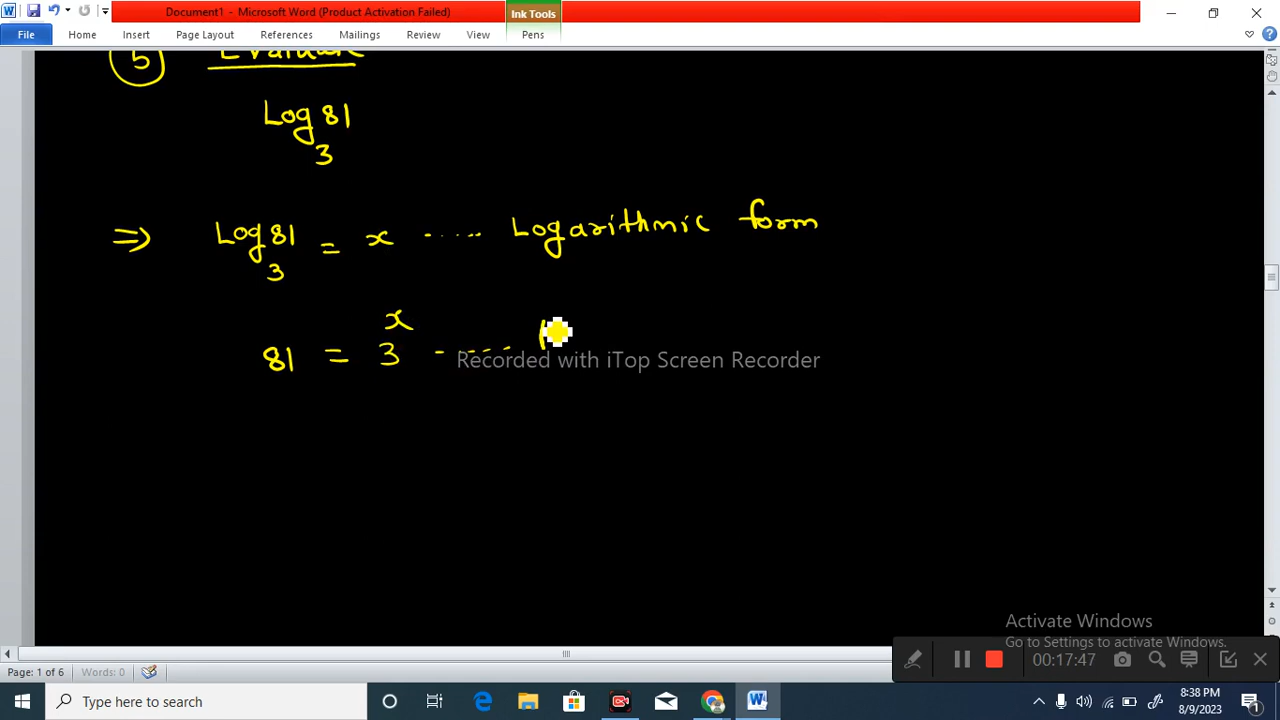 Document1 - Microsoft Word (Product Activation Failed)
Ink Tools
File Home Insert Page Layout References Mailings Review View Pens
5 Evaluate
Log 81
3
⇒ Log 81 = x ..... Logarithmic form
3
x
81 = 3 ..... (
Recorded with iTop Screen Recorder
Activate Windows
Go to Settings to activate Windows.
00:17:47
Page: 1 of 6 Words: 0
Type here to search
8:38 PM
8/9/2023